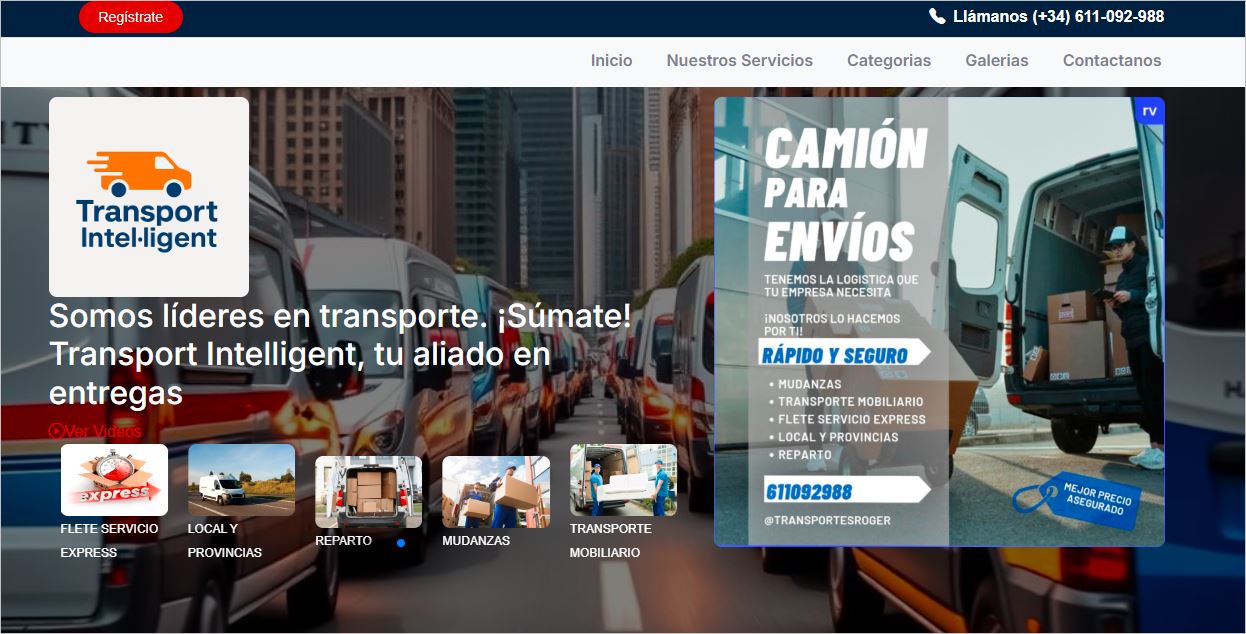 Regístrate
Llámanos (+34) 611-092-988
Inicio
Nuestros Servicios
Categorias
Galerias
Contactanos
Transport
Intel·ligent
Somos líderes en transporte. ¡Súmate!
Transport Intelligent, tu aliado en
entregas
Ver Videos
express
FLETE SERVICIO
EXPRESS
LOCAL Y
PROVINCIAS
REPARTO
MUDANZAS
TRANSPORTE
MOBILIARIO
rv
CAMIÓN
PARA
ENVÍOS
TENEMOS LA LOGISTICA QUE
TU EMPRESA NECESITA
¡NOSOTROS LO HACEMOS
POR TI!
RÁPIDO Y SEGURO
• MUDANZAS
• TRANSPORTE MOBILIARIO
• FLETE SERVICIO EXPRESS
• LOCAL Y PROVINCIAS
• REPARTO
611092988
@TRANSPORTESROGER
MEJOR PRECIO
ASEGURADO